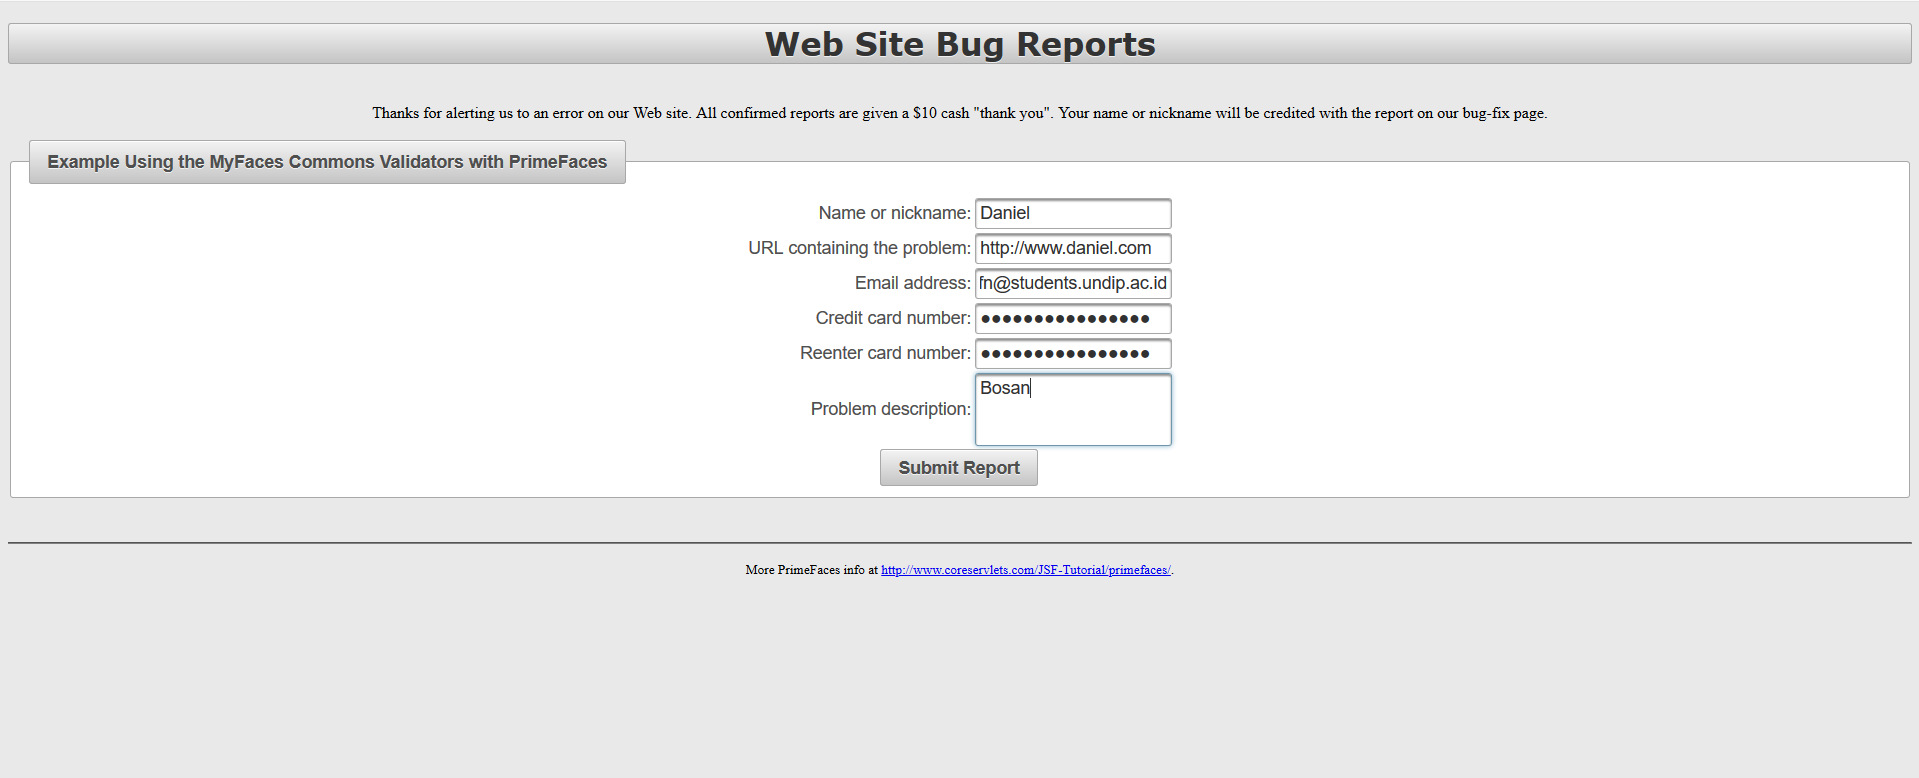 Web Site Bug Reports
Thanks for alerting us to an error on our Web site. All confirmed reports are given a $10 cash "thank you". Your name or nickname will be credited with the report on our bug-fix page.
Example Using the MyFaces Commons Validators with PrimeFaces
Name or nickname: Daniel
URL containing the problem: http://www.daniel.com
Email address: fn@students.undip.ac.id
Credit card number: ●●●●●●●●●●●●●●●●
Reenter card number: ●●●●●●●●●●●●●●●●
Problem description: Bosan
Submit Report
More PrimeFaces info at http://www.coreservlets.com/JSF-Tutorial/primefaces/.